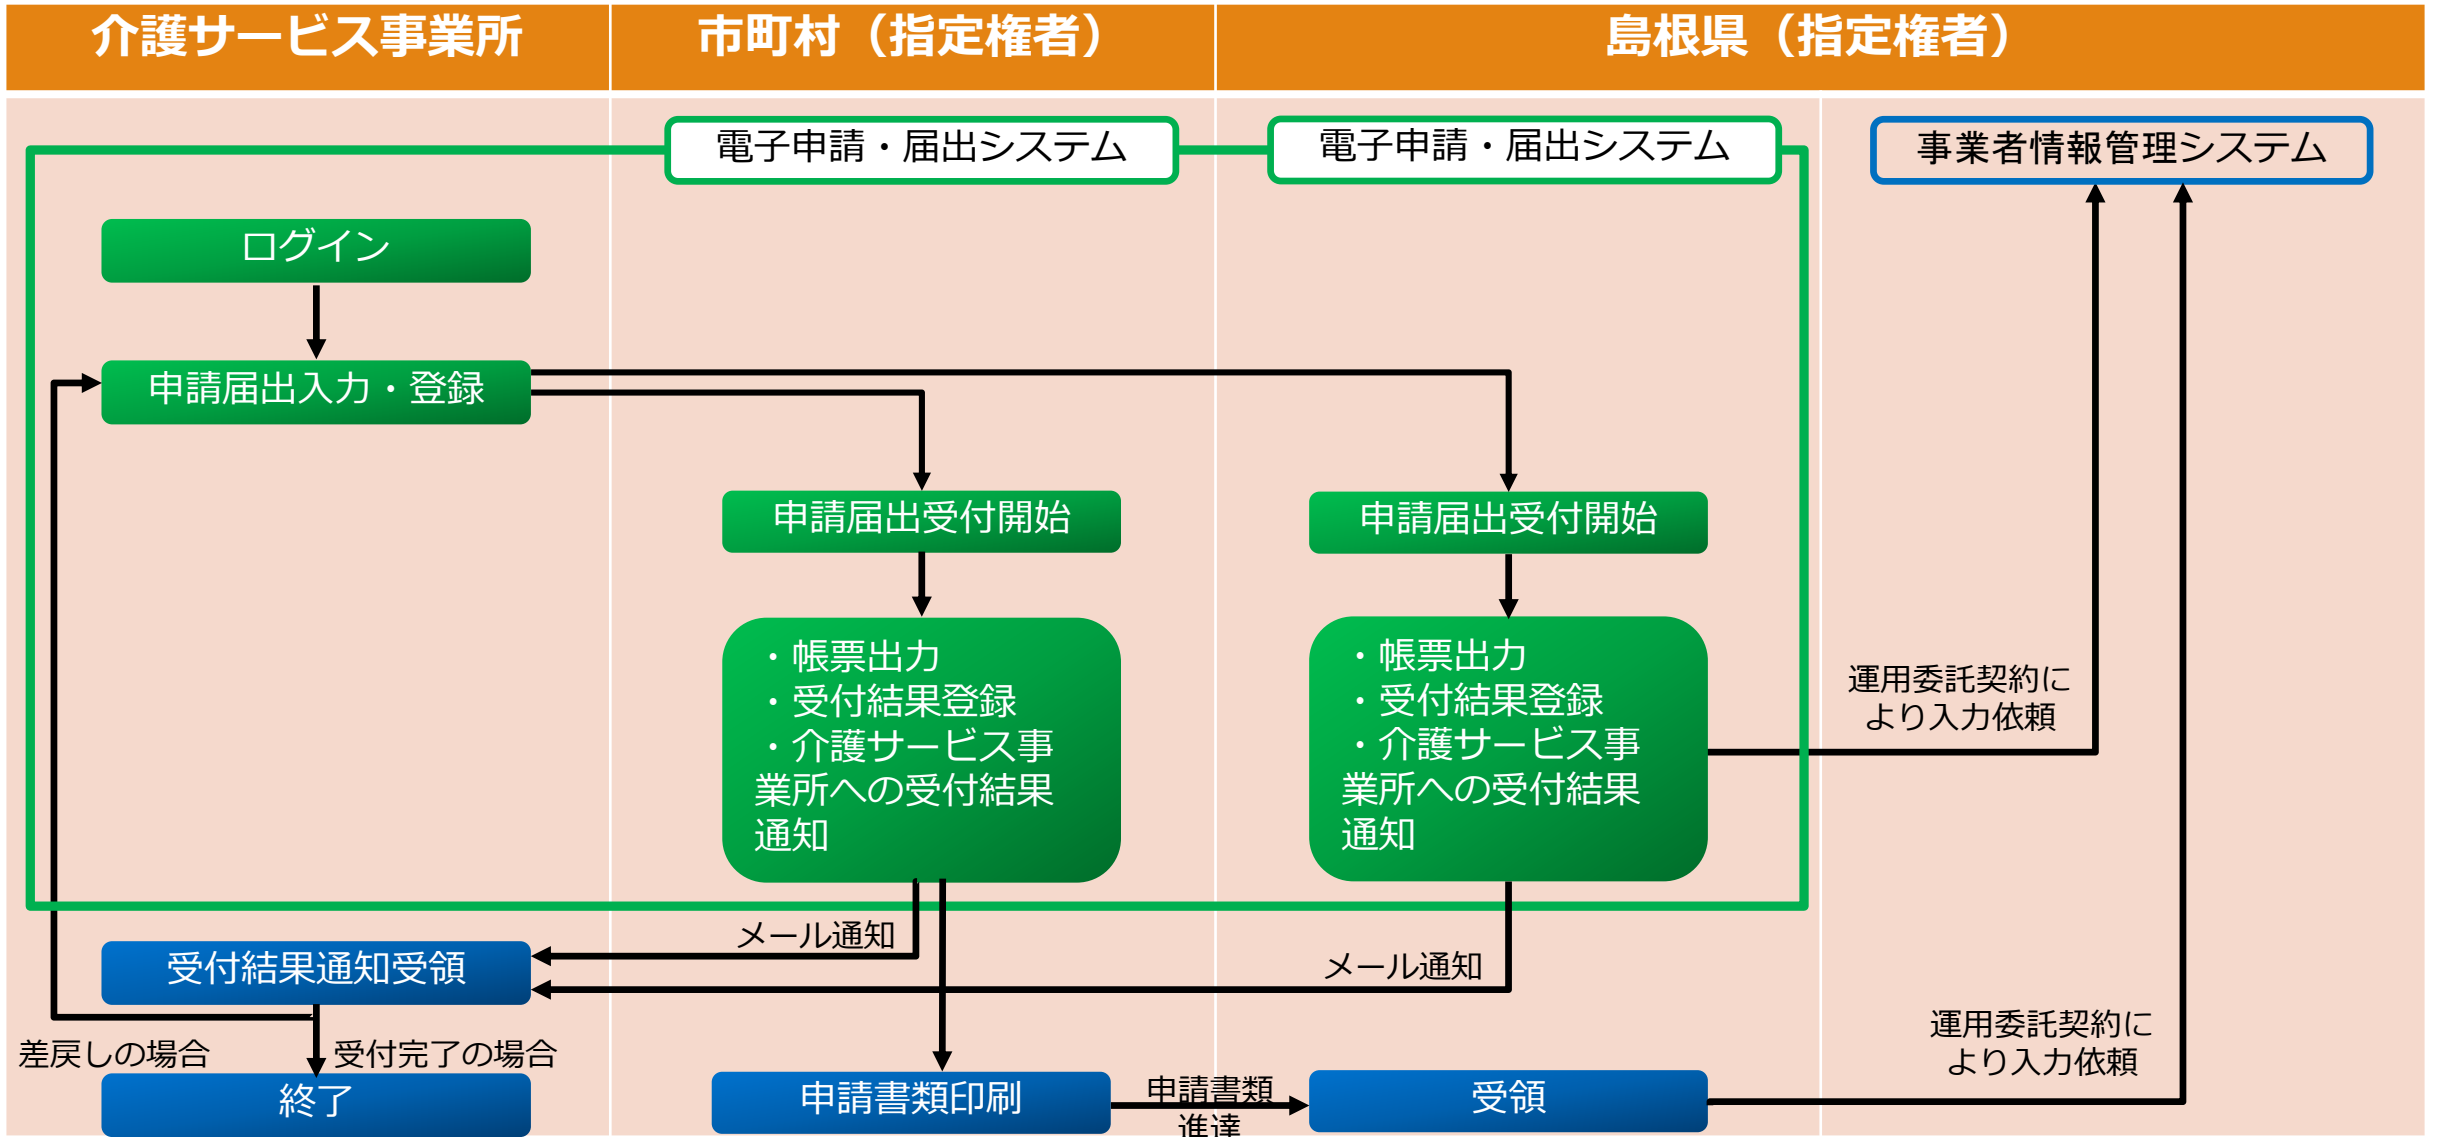 介護サービス事業所
市町村（指定権者）
島根県（指定権者）
電子申請・届出システム
電子申請・届出システム
事業者情報管理システム
ログイン
申請届出入力・登録
申請届出受付開始
申請届出受付開始
・帳票出力
・受付結果登録
・介護サービス事
業所への受付結果
通知
・帳票出力
・受付結果登録
・介護サービス事
業所への受付結果
通知
運用委託契約に
より入力依頼
メール通知
メール通知
受付結果通知受領
差戻しの場合
受付完了の場合
運用委託契約に
より入力依頼
終了
申請書類印刷
申請書類
進達
受領